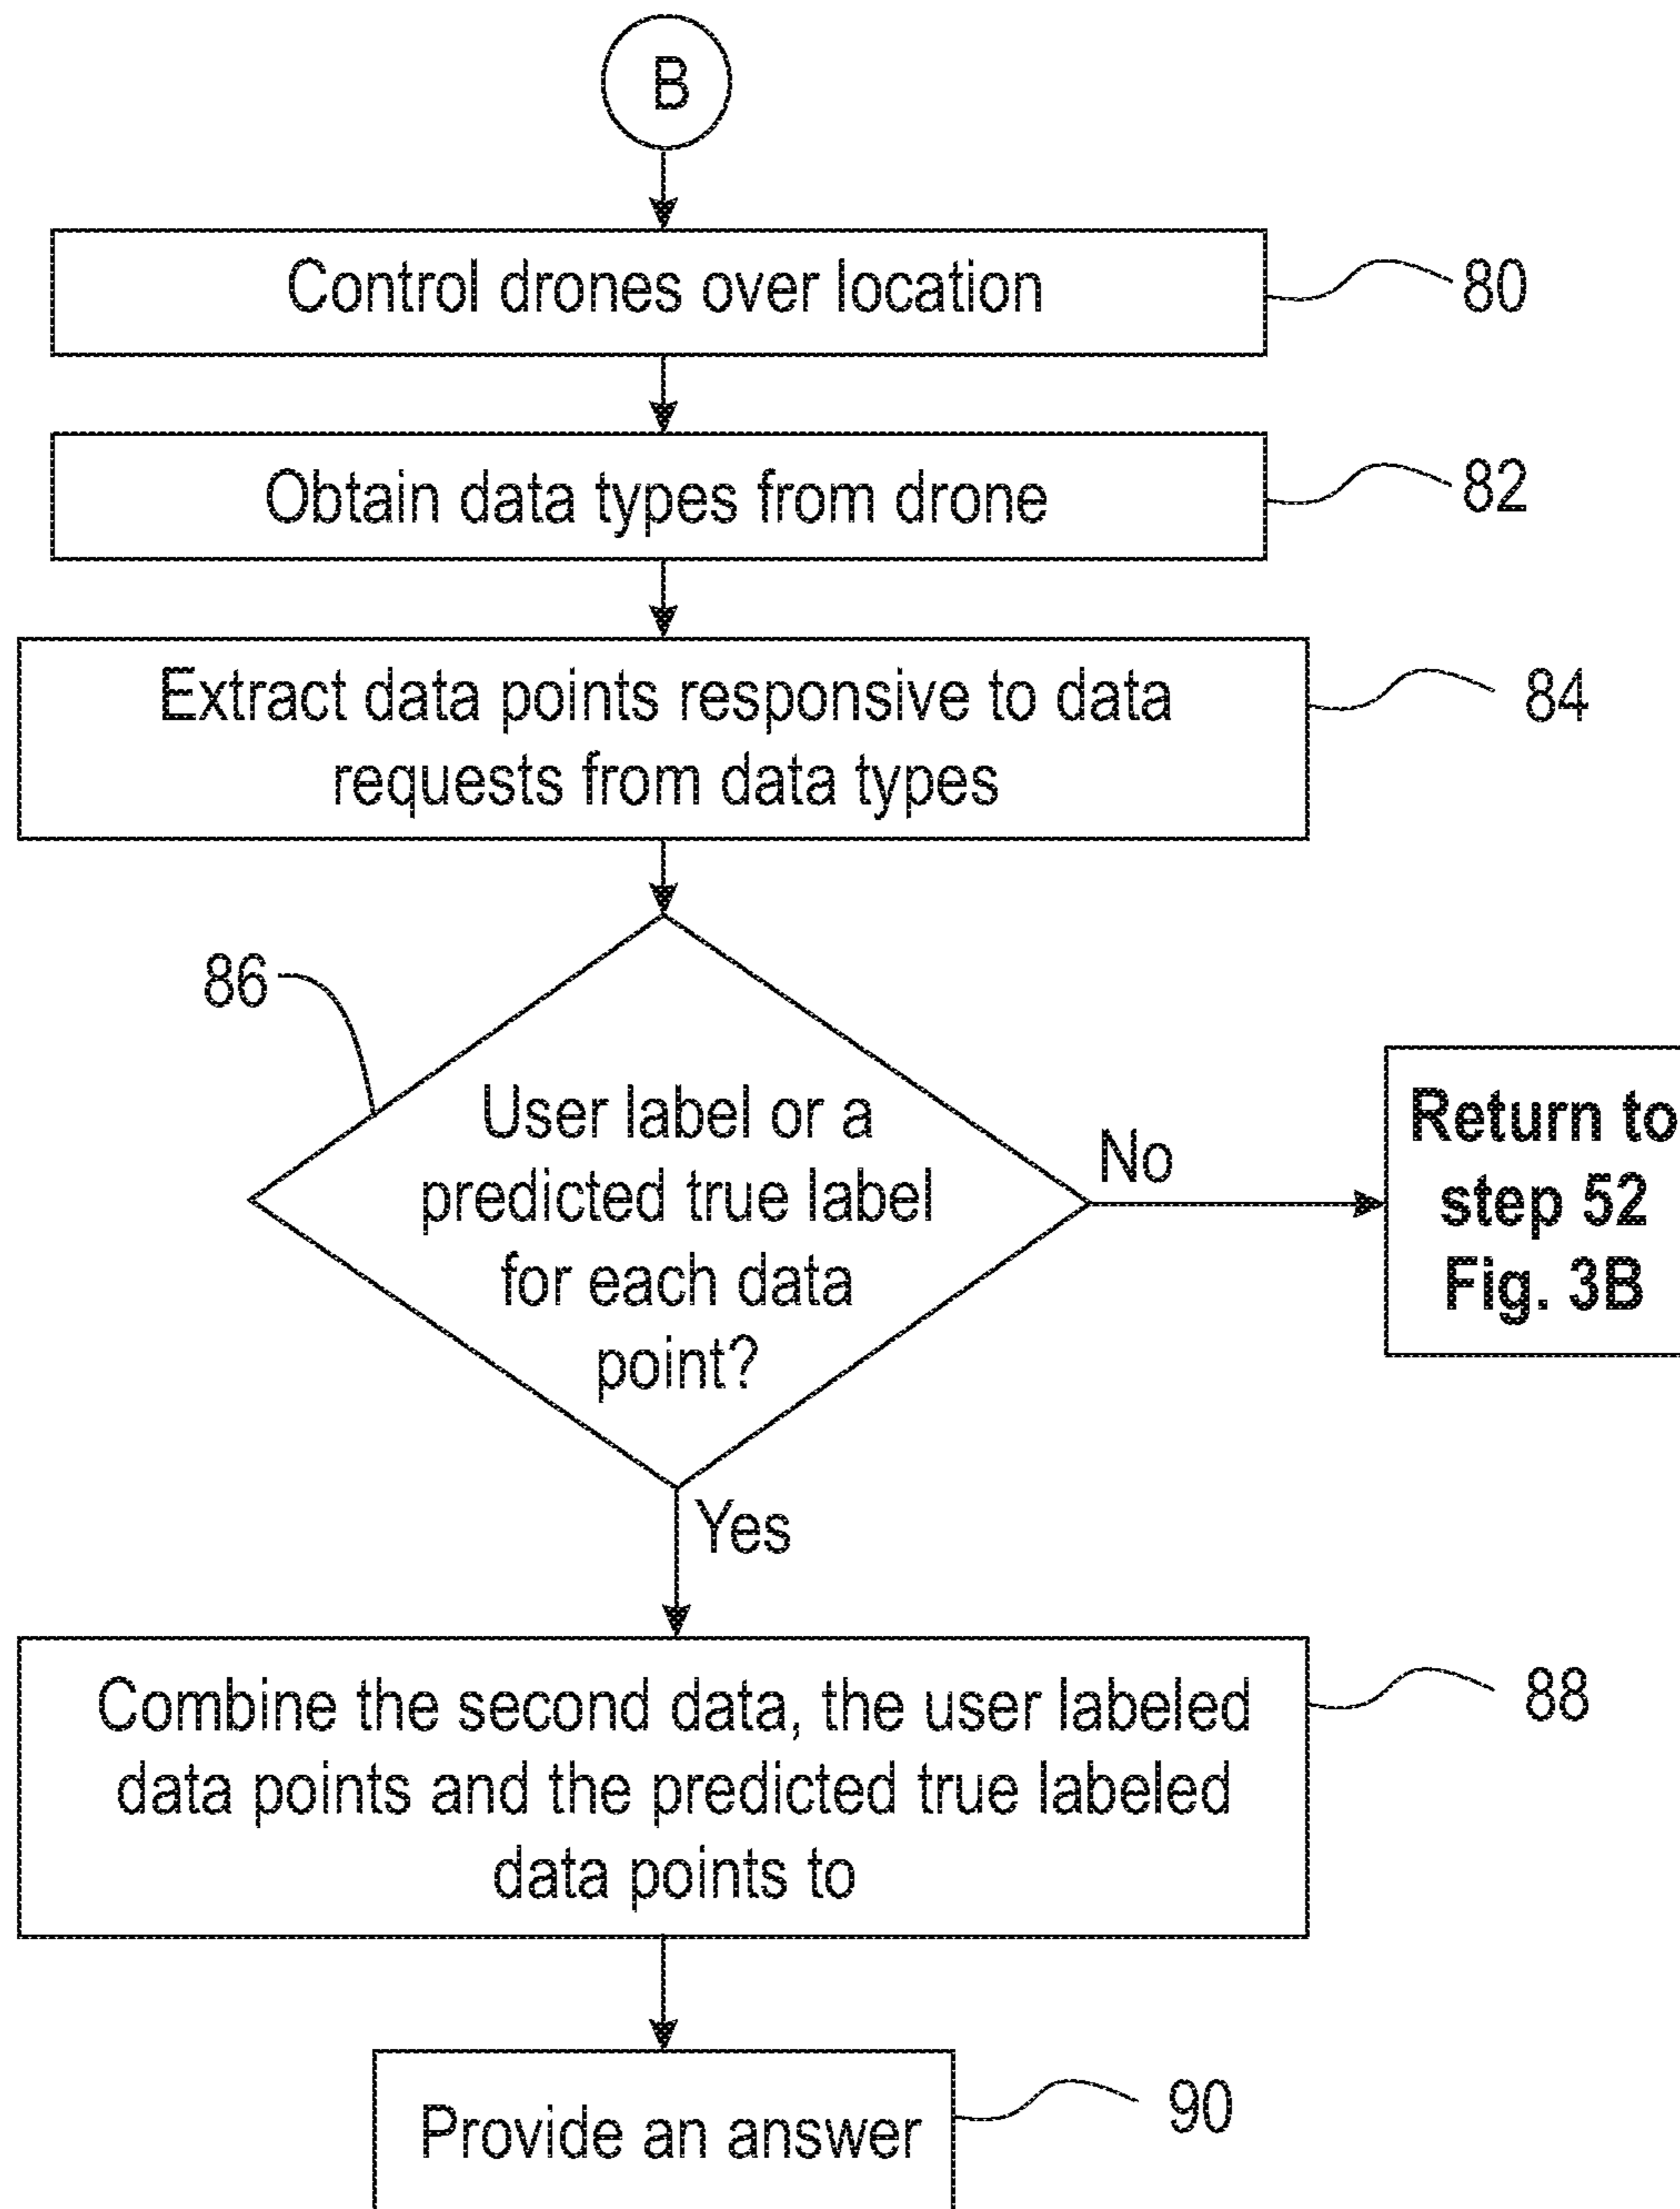 B
Control drones over location
80
Obtain data types from drone
82
Extract data points responsive to data
requests from data types
84
86
User label or a
predicted true label
for each data
point?
No
Return to
step 52
Fig. 3B
Yes
Combine the second data, the user labeled
data points and the predicted true labeled
data points to
88
Provide an answer
90